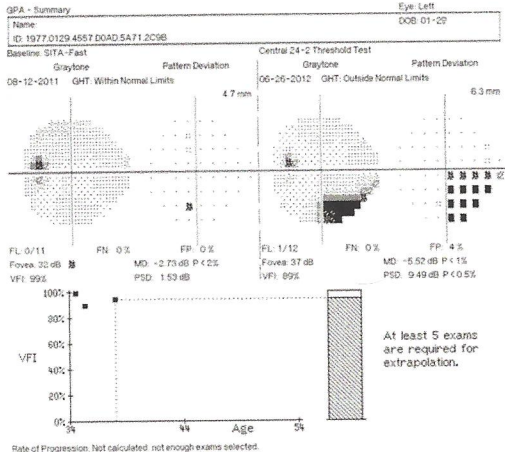 GPA - Summary
Eye: Left
Name:
DOB: 01-29
ID: 1977.0129.4557.D0AD.5A71.2C9B
Baseline: SITA-Fast
Central 24-2 Threshold Test
Graytone
Pattern Deviation
Graytone
Pattern Deviation
08-12-2011 GHT: Within Normal Limits
06-26-2012 GHT: Outside Normal Limits
4.7 mm
6.3 mm
FL: 0/11 FN: 0 % FP: 0 %
Fovea: 32 dB MD: -2.73 dB P < 2%
VFI: 99% PSD: 1.53 dB
FL: 1/12 FN: 0 % FP: 4 %
Fovea: 37 dB MD: -5.52 dB P < 1%
VFI: 89% PSD: 9.49 dB P < 0.5%
100%
80%
60%
40%
20%
0%
VFI
34 44 54
Age
At least 5 exams
are required for
extrapolation.
Rate of Progression: Not calculated: not enough exams selected.